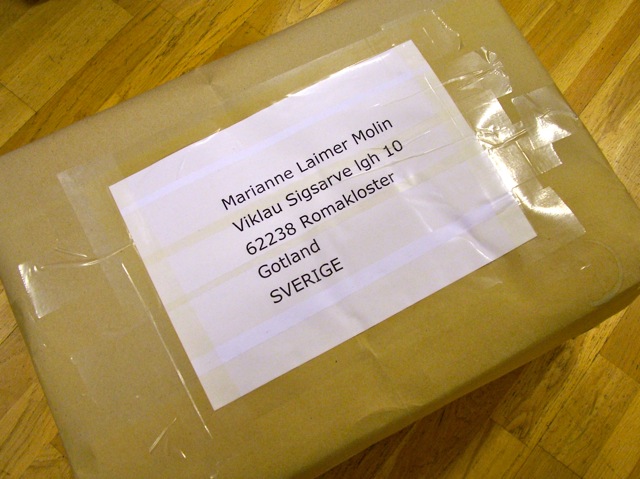 Marianne Laimer Molin
Viklau Sigsarve lgh 10
62238 Romakloster
Gotland
SVERIGE